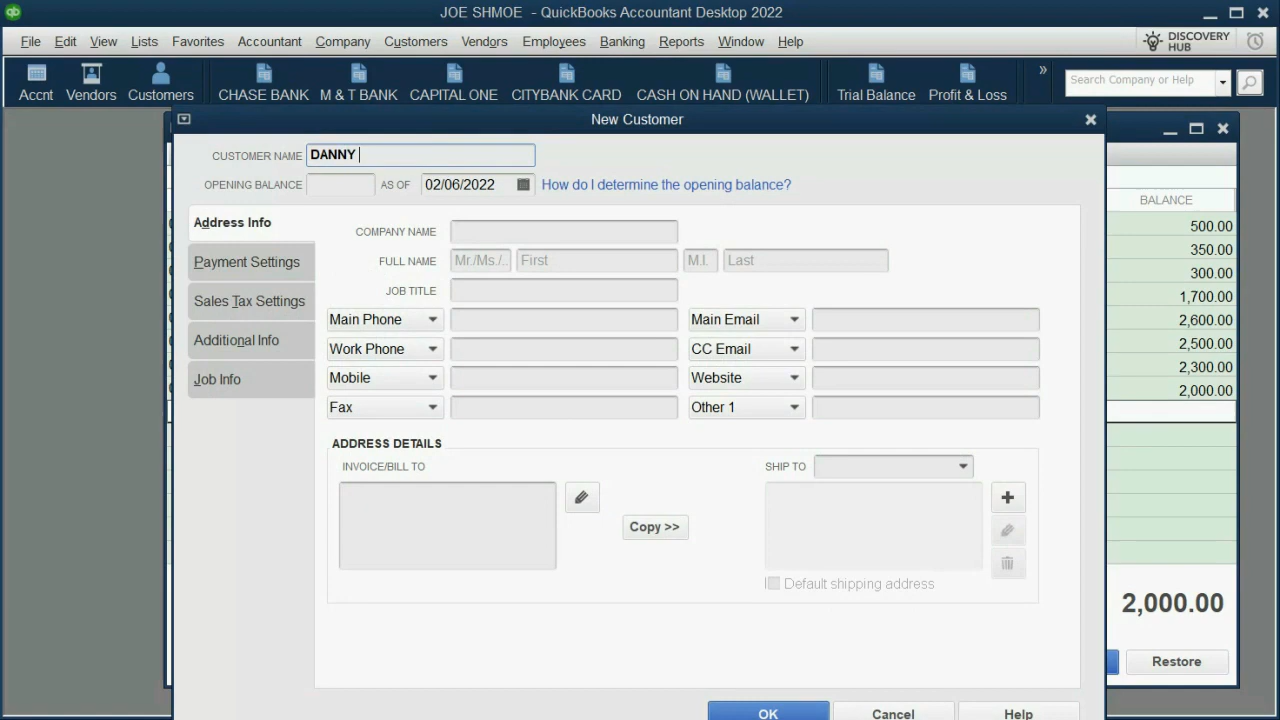 JOE SHMOE - QuickBooks Accountant Desktop 2022
File Edit View Lists Favorites Accountant Company Customers Vendors Employees Banking Reports Window Help
DISCOVERY HUB
Accnt Vendors Customers CHASE BANK M & T BANK CAPITAL ONE CITYBANK CARD CASH ON HAND (WALLET) Trial Balance Profit & Loss »
Search Company or Help
New Customer
CUSTOMER NAME DANNY
OPENING BALANCE AS OF 02/06/2022 How do I determine the opening balance?
Address Info
Payment Settings
Sales Tax Settings
Additional Info
Job Info
COMPANY NAME
FULL NAME Mr./Ms./.. First M.I. Last
JOB TITLE
Main Phone Main Email
Work Phone CC Email
Mobile Website
Fax Other 1
ADDRESS DETAILS
INVOICE/BILL TO SHIP TO
Copy >>
Default shipping address
OK Cancel Help
BALANCE
500.00
350.00
300.00
1,700.00
2,600.00
2,500.00
2,300.00
2,000.00
2,000.00
Restore